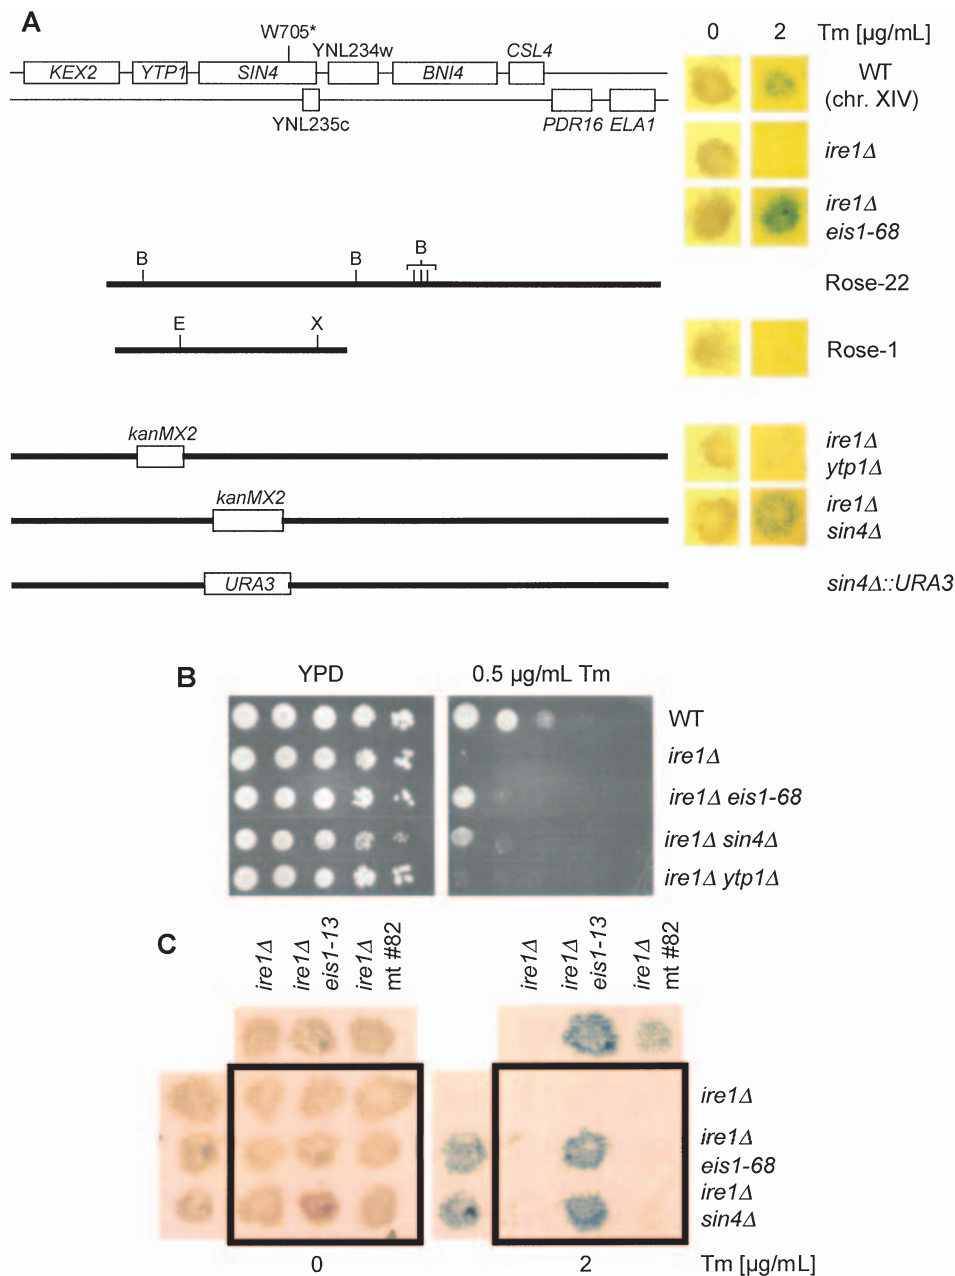 A
0 2 Tm [µg/mL]
W705*
KEX2 YTP1 SIN4 YNL234w BNI4 CSL4
YNL235c PDR16 ELA1
WT
(chr. XIV)
ire1Δ
ire1Δ
eis1-68
B B B
Rose-22
E X
Rose-1
kanMX2
ire1Δ
ytp1Δ
kanMX2
ire1Δ
sin4Δ
URA3
sin4Δ::URA3
B
YPD 0.5 µg/mL Tm
WT
ire1Δ
ire1Δ eis1-68
ire1Δ sin4Δ
ire1Δ ytp1Δ
C
ire1Δ
ire1Δ
eis1-13
ire1Δ
mt #82
ire1Δ
ire1Δ
eis1-13
ire1Δ
mt #82
ire1Δ
ire1Δ
eis1-68
ire1Δ
sin4Δ
0 2 Tm [µg/mL]